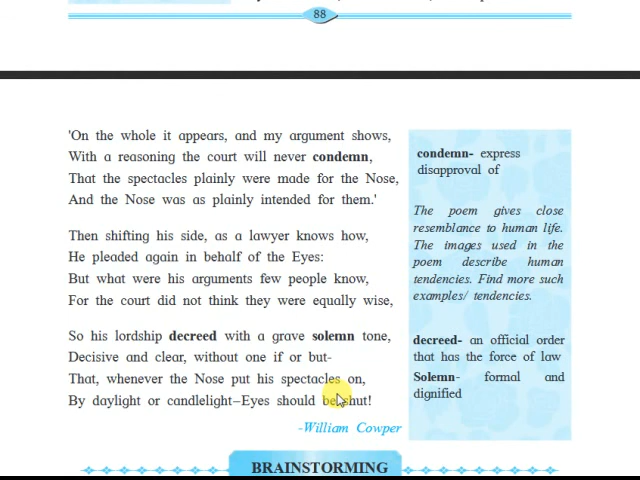 88
'On the whole it appears, and my argument shows,
With a reasoning the court will never condemn,
That the spectacles plainly were made for the Nose,
And the Nose was as plainly intended for them.'
Then shifting his side, as a lawyer knows how,
He pleaded again in behalf of the Eyes:
But what were his arguments few people know,
For the court did not think they were equally wise,
So his lordship decreed with a grave solemn tone,
Decisive and clear, without one if or but-
That, whenever the Nose put his spectacles on,
By daylight or candlelight–Eyes should be shut!
-William Cowper
condemn- express
disapproval of
The poem gives close
resemblance to human life.
The images used in the
poem describe human
tendencies. Find more such
examples/ tendencies.
decreed- an official order
that has the force of law
Solemn- formal and
dignified
BRAINSTORMING